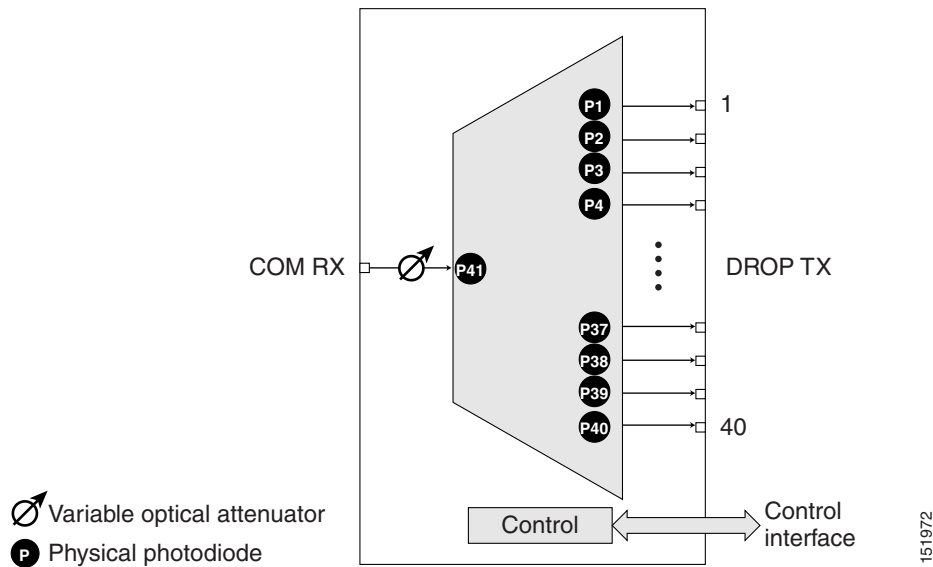 P1
1
P2
P3
P4
COM RX
P41
DROP TX
P37
P38
P39
P40
40
Variable optical attenuator
Control
Control
interface
P Physical photodiode
151972